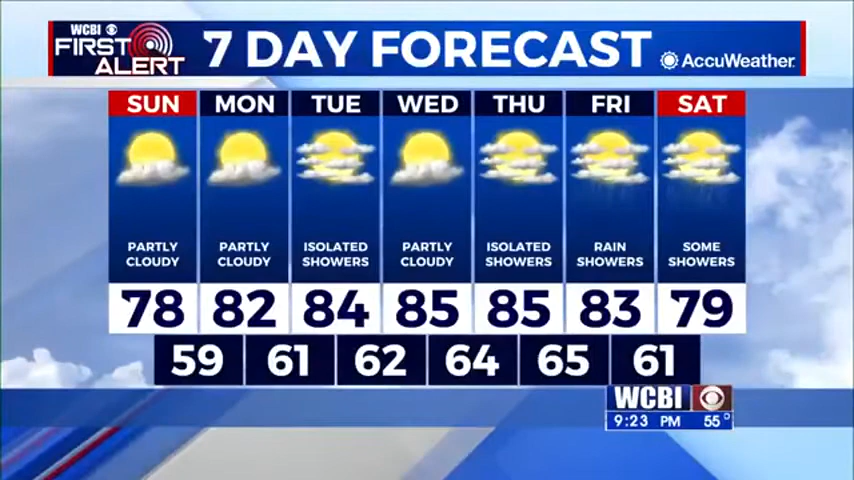 WCBI
FIRST
ALERT
7 DAY FORECAST
AccuWeather
SUN MON TUE WED THU FRI SAT
PARTLY CLOUDY
PARTLY CLOUDY
ISOLATED SHOWERS
PARTLY CLOUDY
ISOLATED SHOWERS
RAIN SHOWERS
SOME SHOWERS
78 82 84 85 85 83 79
59 61 62 64 65 61
WCBI
9:23 PM 55°